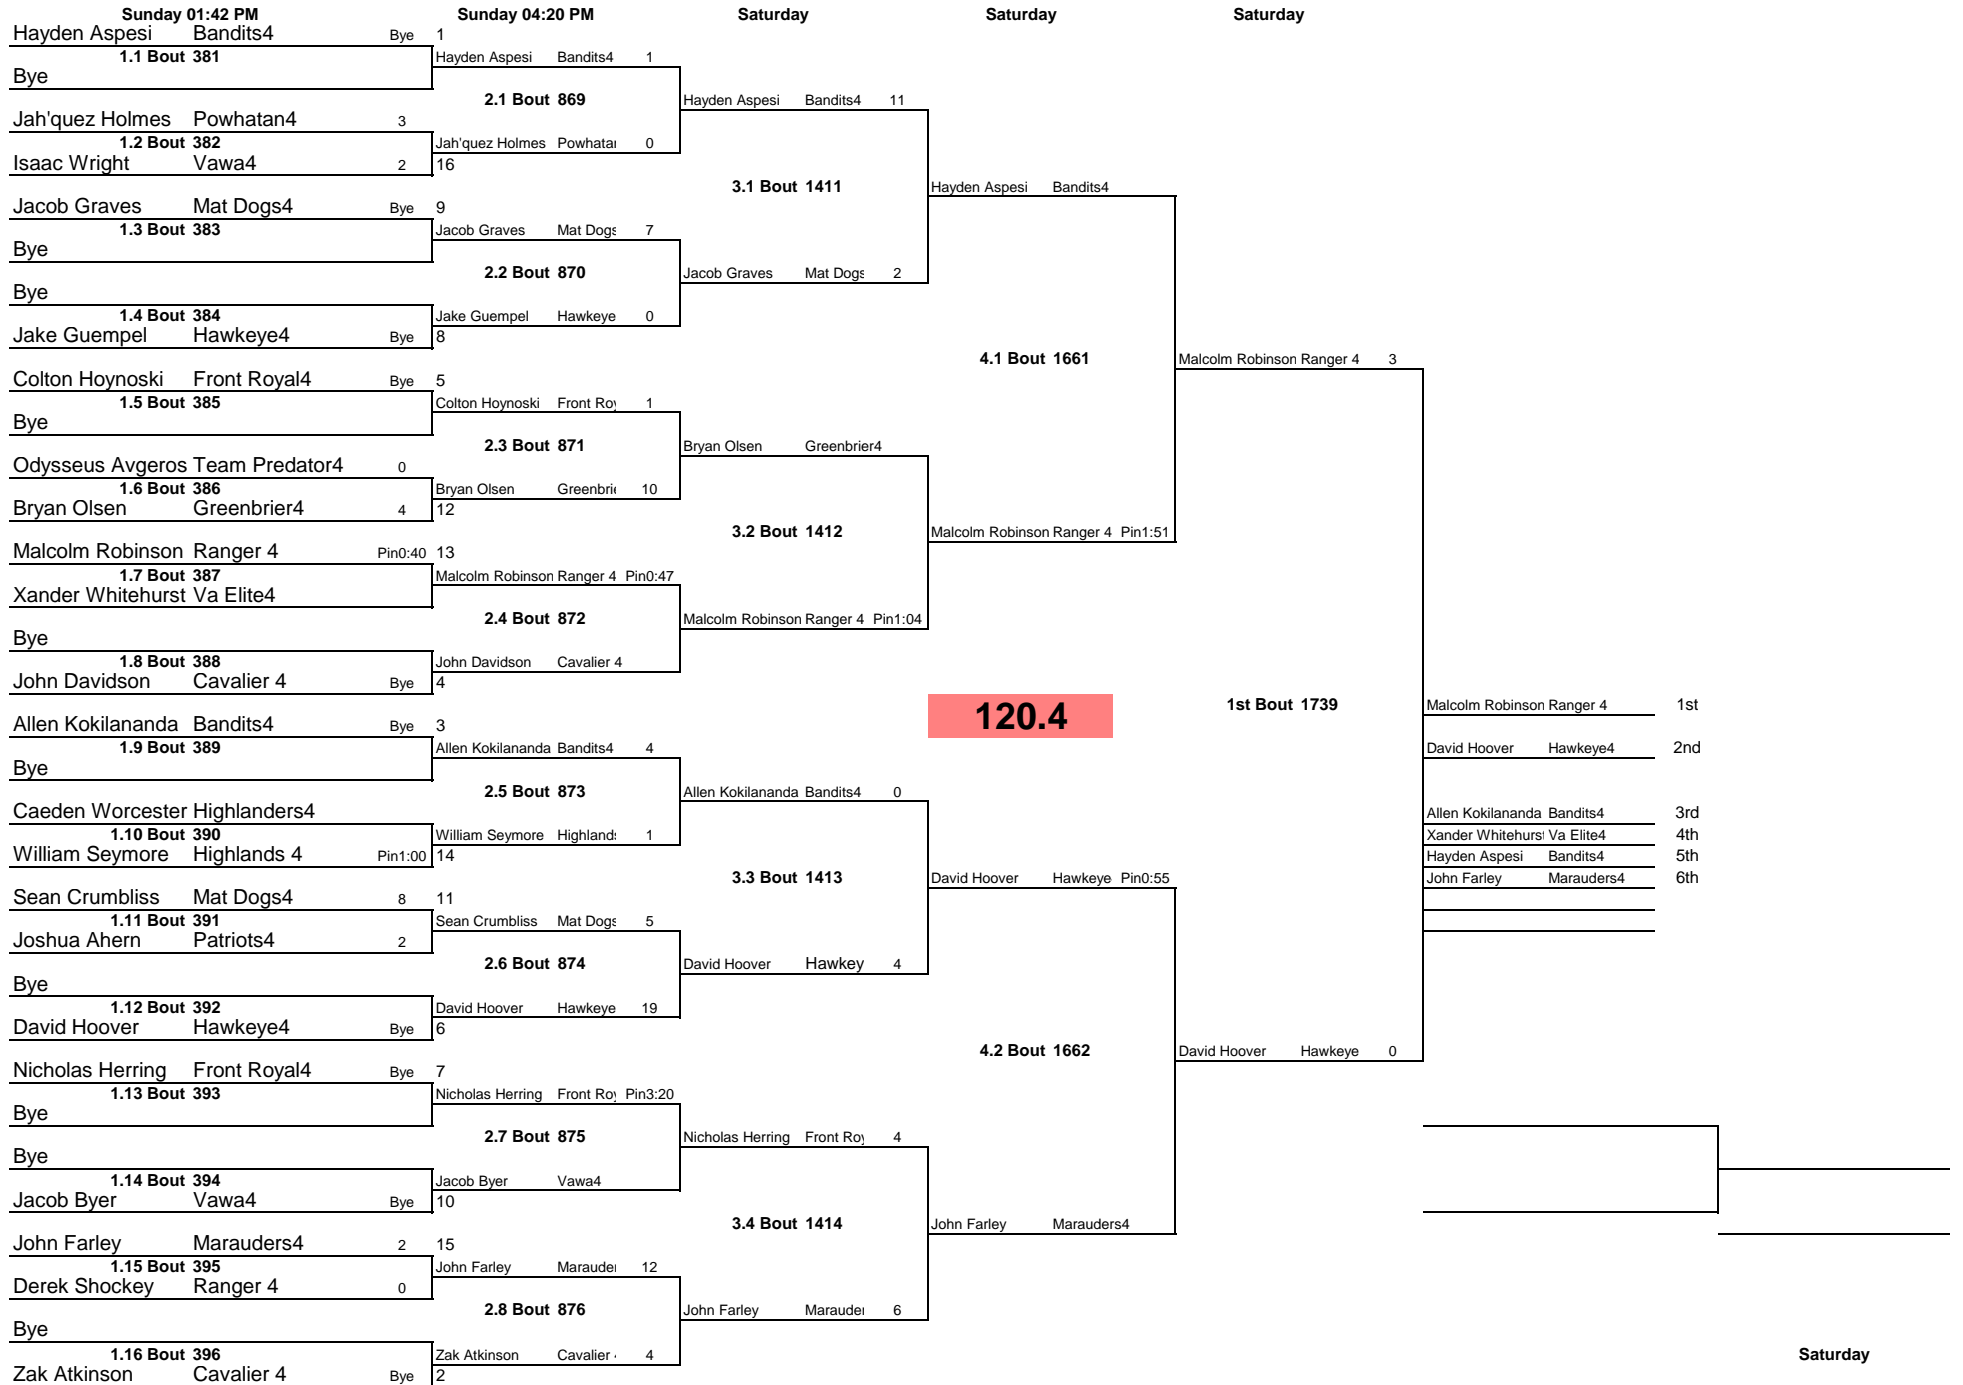 Sunday 01:42 PM Sunday 04:20 PM Saturday Saturday Saturday
Hayden Aspesi Bandits4 Bye 1
1.1 Bout 381 Hayden Aspesi Bandits4 1
Bye
2.1 Bout 869 Hayden Aspesi Bandits4 11
Jah'quez Holmes Powhatan4 3
1.2 Bout 382 Jah'quez Holmes Powhata 0
Isaac Wright Vawa4 2 16
3.1 Bout 1411 Hayden Aspesi Bandits4
Jacob Graves Mat Dogs4 Bye 9
1.3 Bout 383 Jacob Graves Mat Dogs 7
Bye
2.2 Bout 870 Jacob Graves Mat Dogs 2
Bye
1.4 Bout 384 Jake Guempel Hawkeye 0
Jake Guempel Hawkeye4 Bye 8
4.1 Bout 1661 Malcolm Robinson Ranger 4 3
Colton Hoynoski Front Royal4 Bye 5
1.5 Bout 385 Colton Hoynoski Front Roy 1
Bye
2.3 Bout 871 Bryan Olsen Greenbrier4
Odysseus Avgeros Team Predator4 0
1.6 Bout 386 Bryan Olsen Greenbrie 10
Bryan Olsen Greenbrier4 4 12
3.2 Bout 1412 Malcolm Robinson Ranger 4 Pin1:51
Malcolm Robinson Ranger 4 Pin0:40 13
1.7 Bout 387 Malcolm Robinson Ranger 4 Pin0:47
Xander Whitehurst Va Elite4
2.4 Bout 872 Malcolm Robinson Ranger 4 Pin1:04
Bye
1.8 Bout 388 John Davidson Cavalier 4
John Davidson Cavalier 4 Bye 4
120.4 1st Bout 1739 Malcolm Robinson Ranger 4 1st
Allen Kokilananda Bandits4 Bye 3
1.9 Bout 389 Allen Kokilananda Bandits4 4 David Hoover Hawkeye4 2nd
Bye
2.5 Bout 873 Allen Kokilananda Bandits4 0
Caeden Worcester Highlanders4 Allen Kokilananda Bandits4 3rd
1.10 Bout 390 William Seymore Highlands 1 Xander Whitehurst Va Elite4 4th
William Seymore Highlands 4 Pin1:00 14 Hayden Aspesi Bandits4 5th
3.3 Bout 1413 David Hoover Hawkeye Pin0:55 John Farley Marauders4 6th
Sean Crumbliss Mat Dogs4 8 11
1.11 Bout 391 Sean Crumbliss Mat Dogs 5
Joshua Ahern Patriots4 2
2.6 Bout 874 David Hoover Hawkey 4
Bye
1.12 Bout 392 David Hoover Hawkeye 19
David Hoover Hawkeye4 Bye 6
4.2 Bout 1662 David Hoover Hawkeye 0
Nicholas Herring Front Royal4 Bye 7
1.13 Bout 393 Nicholas Herring Front Roy Pin3:20
Bye
2.7 Bout 875 Nicholas Herring Front Roy 4
Bye
1.14 Bout 394 Jacob Byer Vawa4
Jacob Byer Vawa4 Bye 10
3.4 Bout 1414 John Farley Marauders4
John Farley Marauders4 2 15
1.15 Bout 395 John Farley Maraude 12
Derek Shockey Ranger 4 0
2.8 Bout 876 John Farley Maraude 6
Bye
1.16 Bout 396 Zak Atkinson Cavalier 4 Saturday
Zak Atkinson Cavalier 4 Bye 2